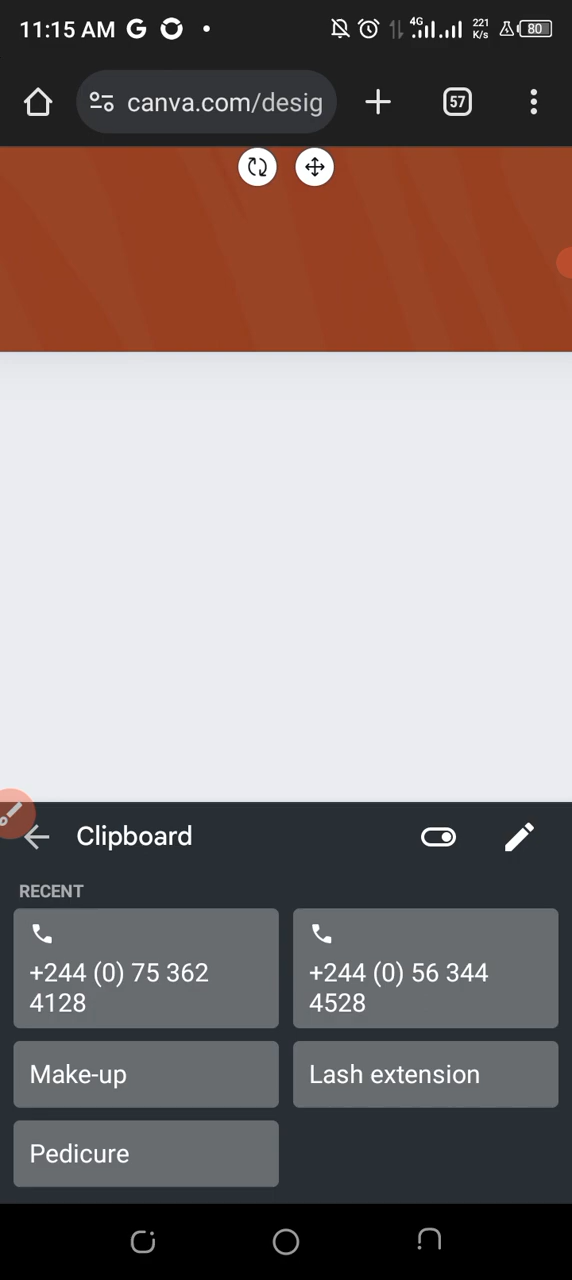 11:15 AM G 4G 221 K/s 80
canva.com/desig 57
Clipboard
RECENT
+244 (0) 75 362
4128
+244 (0) 56 344
4528
Make-up
Lash extension
Pedicure